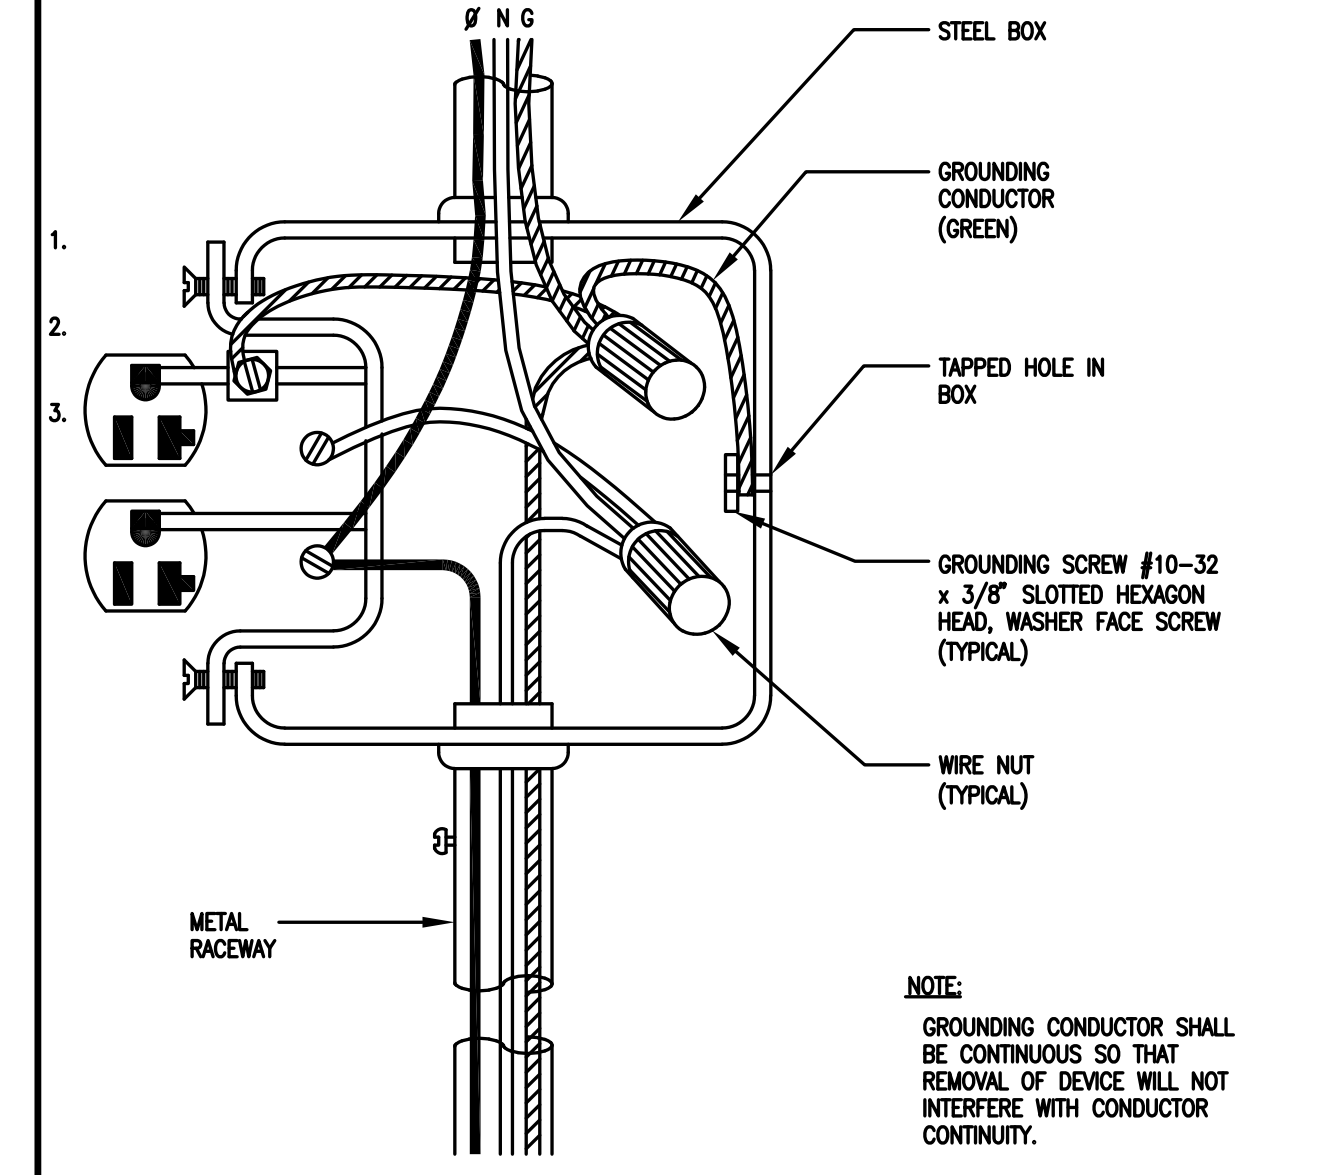 Ø N G
STEEL BOX
GROUNDING
CONDUCTOR
(GREEN)
1.
2.
TAPPED HOLE IN
BOX
3.
GROUNDING SCREW #10-32
x 3/8" SLOTTED HEXAGON
HEAD, WASHER FACE SCREW
(TYPICAL)
WIRE NUT
(TYPICAL)
METAL
RACEWAY
NOTE:
GROUNDING CONDUCTOR SHALL
BE CONTINUOUS SO THAT
REMOVAL OF DEVICE WILL NOT
INTERFERE WITH CONDUCTOR
CONTINUITY.